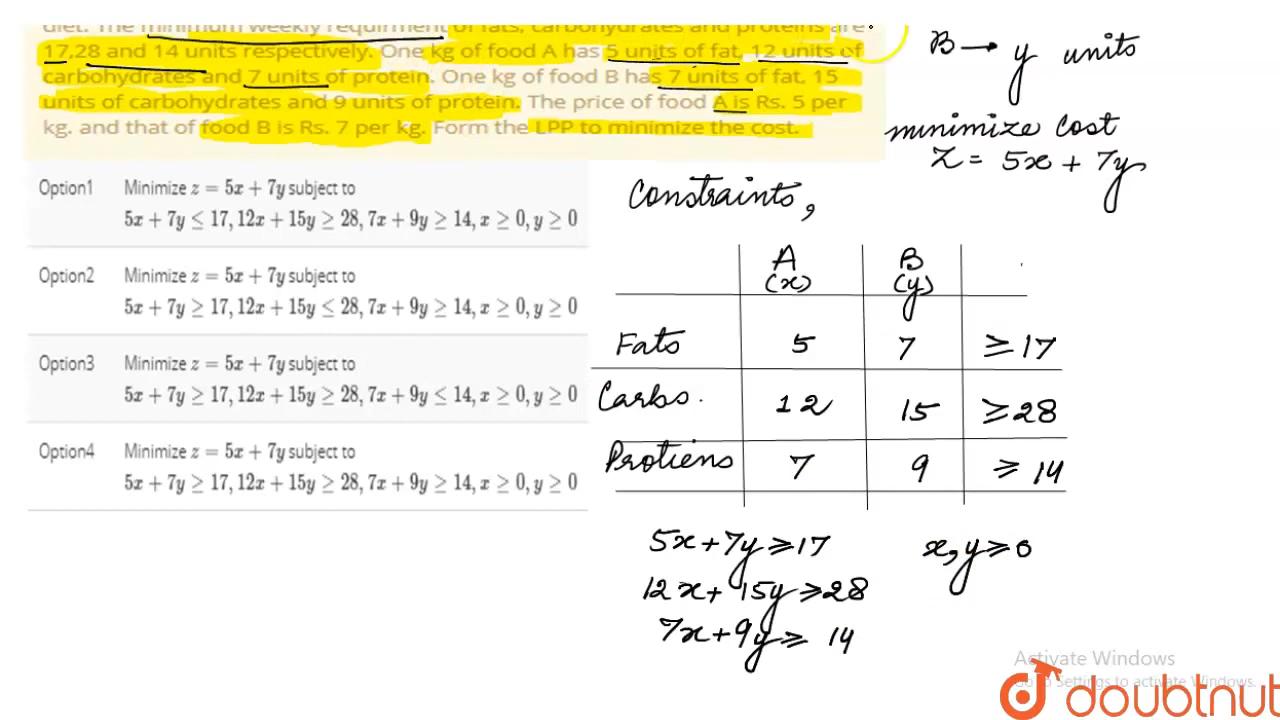 diet. The minimum weekly requirment of fats, carbohydrates and proteins are
17,28 and 14 units respectively. One kg of food A has 5 units of fat, 12 units of
carbohydrates and 7 units of protein. One kg of food B has 7 units of fat, 15
units of carbohydrates and 9 units of protein. The price of food A is Rs. 5 per
kg. and that of food B is Rs. 7 per kg. Form the LPP to minimize the cost.
B → y units
minimize cost
Z = 5x + 7y
Option1 Minimize z = 5x + 7y subject to
5x + 7y ≤ 17, 12x + 15y ≥ 28, 7x + 9y ≥ 14, x ≥ 0, y ≥ 0
Option2 Minimize z = 5x + 7y subject to
5x + 7y ≥ 17, 12x + 15y ≤ 28, 7x + 9y ≥ 14, x ≥ 0, y ≥ 0
Option3 Minimize z = 5x + 7y subject to
5x + 7y ≥ 17, 12x + 15y ≥ 28, 7x + 9y ≤ 14, x ≥ 0, y ≥ 0
Option4 Minimize z = 5x + 7y subject to
5x + 7y ≥ 17, 12x + 15y ≥ 28, 7x + 9y ≥ 14, x ≥ 0, y ≥ 0
Constraints,
A B
(x) (y)
Fats 5 7 ≥ 17
Carbs. 12 15 ≥ 28
Protiens 7 9 ≥ 14
5x + 7y ≥ 17 x, y ≥ 0
12x + 15y ≥ 28
7x + 9y ≥ 14
Activate Windows
Go to Settings to activate Windows.
doubtnut